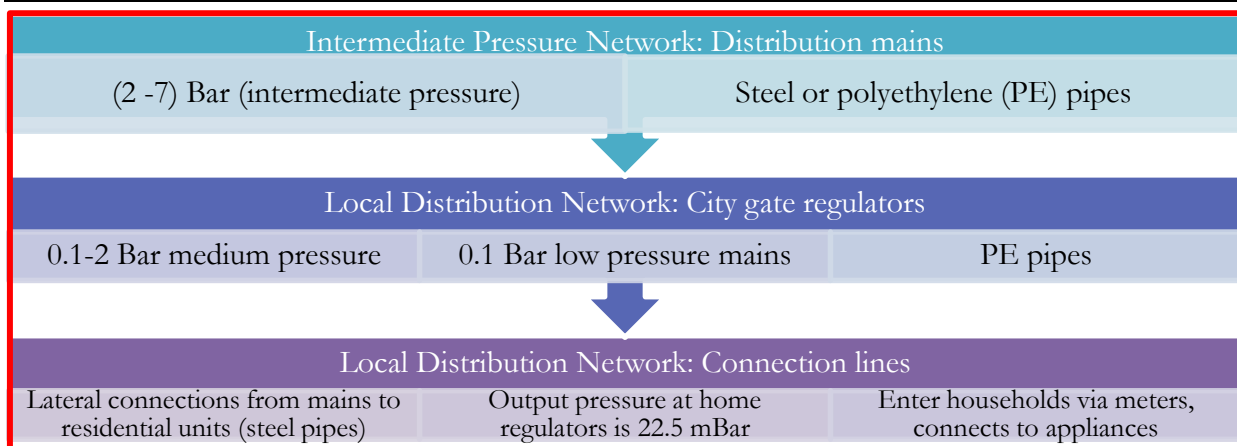 Intermediate Pressure Network: Distribution mains
(2 -7) Bar (intermediate pressure)
Steel or polyethylene (PE) pipes
Local Distribution Network: City gate regulators
0.1-2 Bar medium pressure
0.1 Bar low pressure mains
PE pipes
Local Distribution Network: Connection lines
Lateral connections from mains to
residential units (steel pipes)
Output pressure at home
regulators is 22.5 mBar
Enter households via meters,
connects to appliances